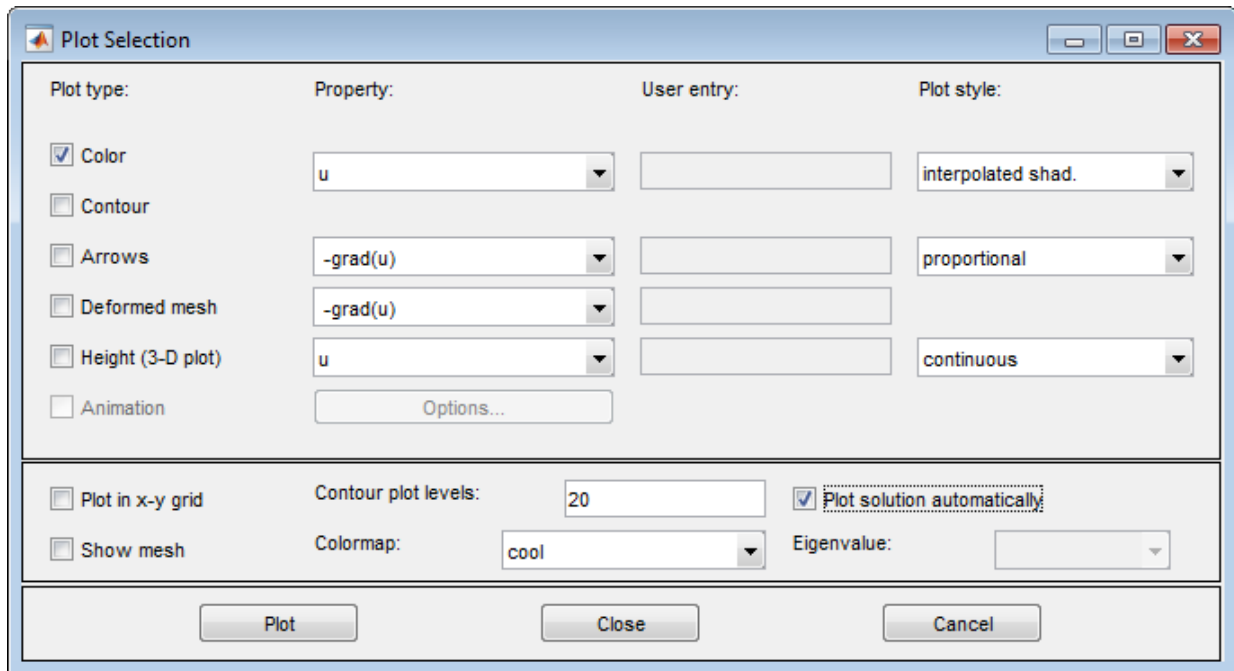 Plot Selection
Plot type: Property: User entry: Plot style:
Color
u interpolated shad.
Contour
Arrows -grad(u) proportional
Deformed mesh -grad(u)
Height (3-D plot) u continuous
Animation Options...
Plot in x-y grid Contour plot levels: 20 Plot solution automatically
Show mesh Colormap: cool Eigenvalue:
Plot Close Cancel